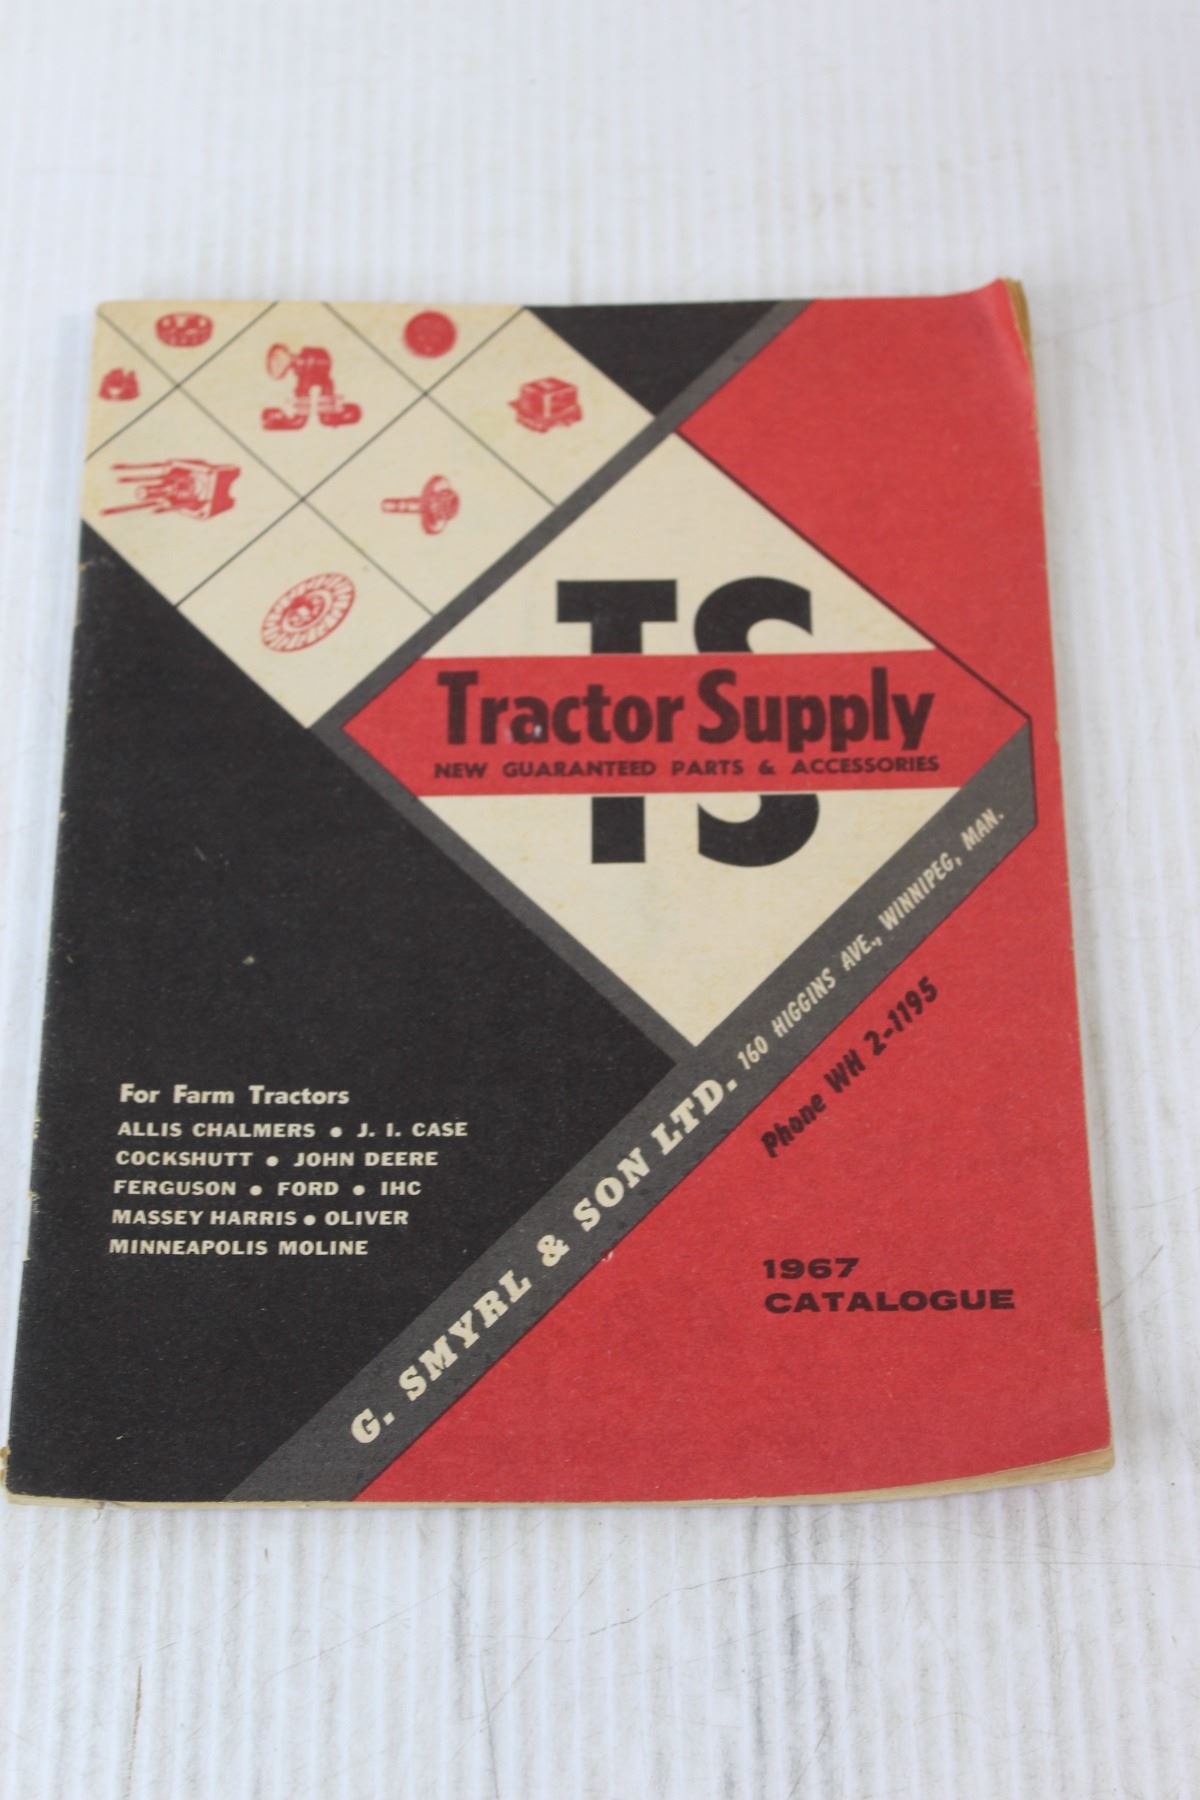 TS
Tractor Supply
NEW GUARANTEED PARTS & ACCESSORIES
TS
G. SMYRL & SON LTD. 160 HIGGINS AVE., WINNIPEG, MAN.
Phone WH 2-1195
For Farm Tractors
ALLIS CHALMERS • J. I. CASE
COCKSHUTT • JOHN DEERE
FERGUSON • FORD • IHC
MASSEY HARRIS • OLIVER
MINNEAPOLIS MOLINE
1967
CATALOGUE